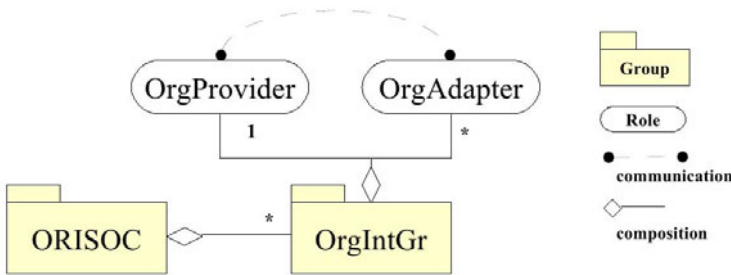 OrgProvider
OrgAdapter
1
*
ORISOC
*
OrgIntGr
Group
Role
communication
composition